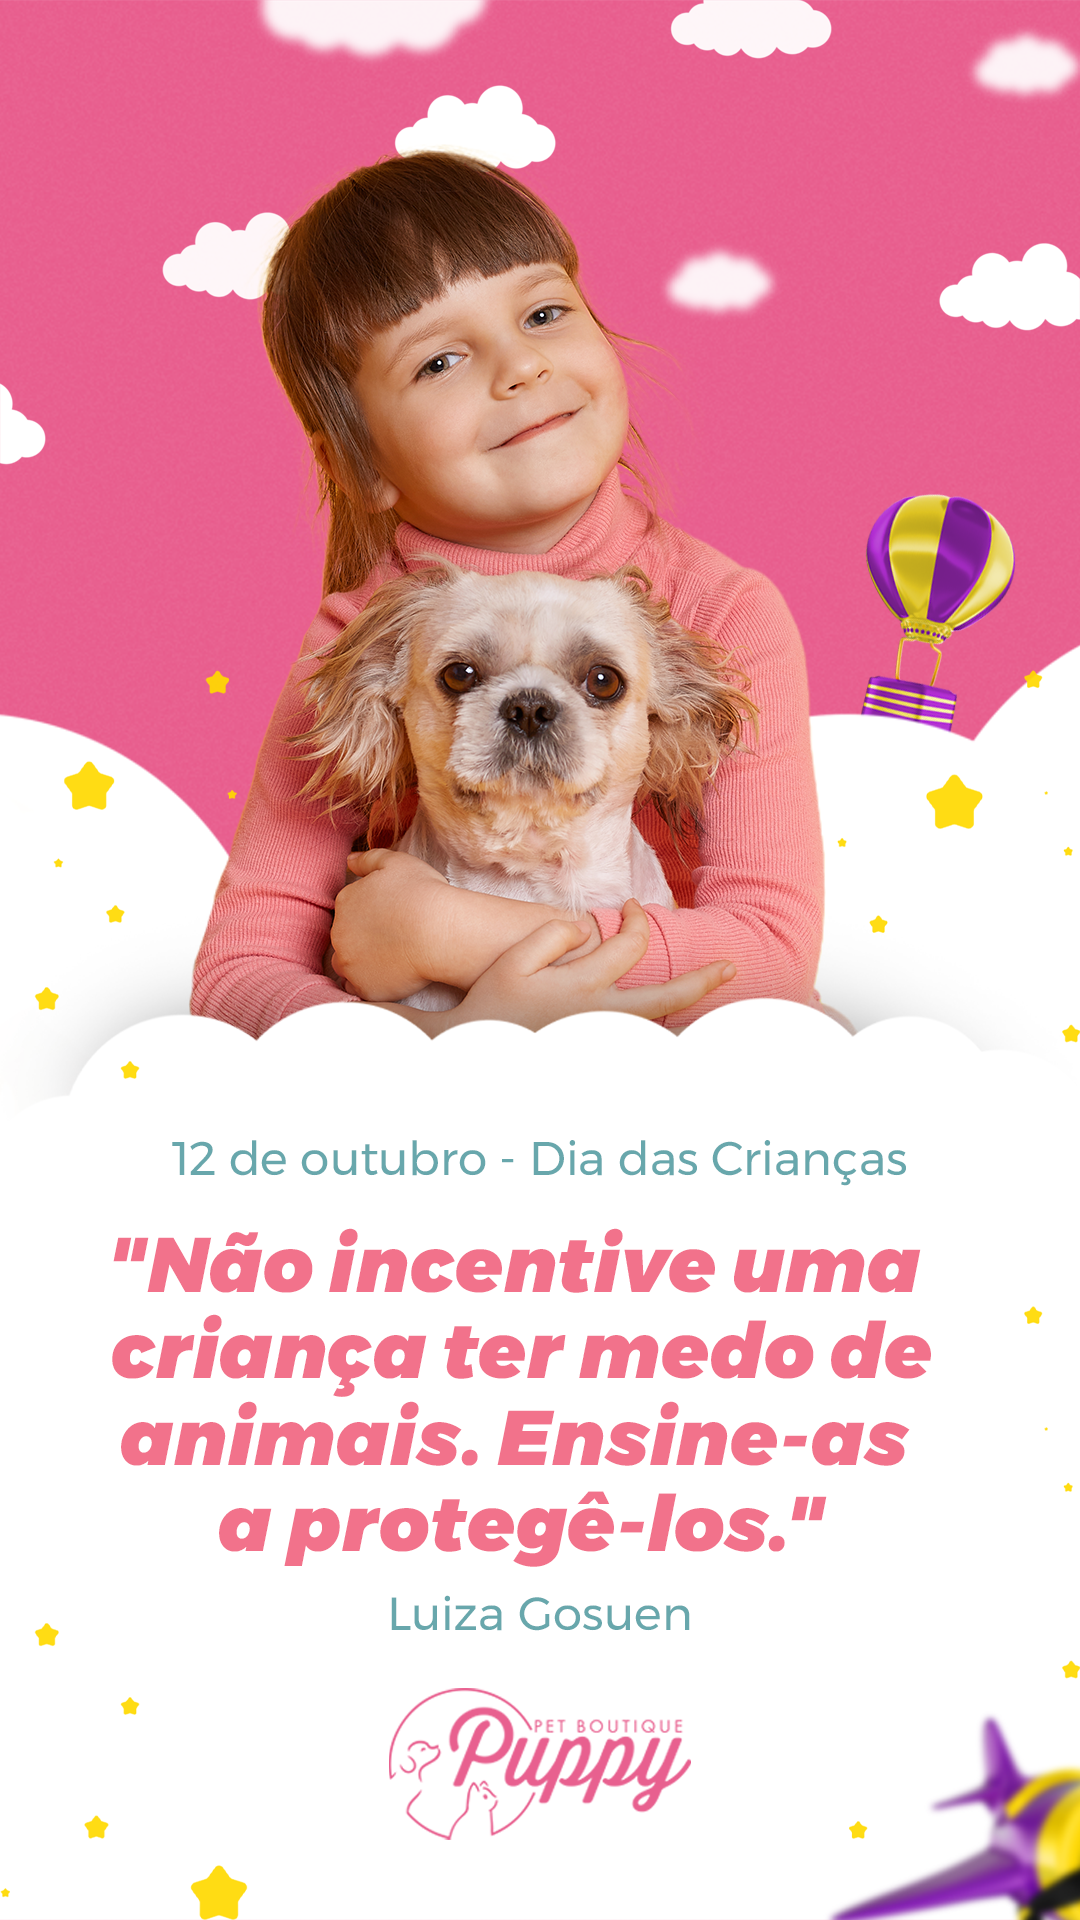 12 de outubro - Dia das Crianças
"Não incentive uma
criança ter medo de
animais. Ensine-as
a protegê-los."
Luiza Gosuen
PET BOUTIQUE
Puppy